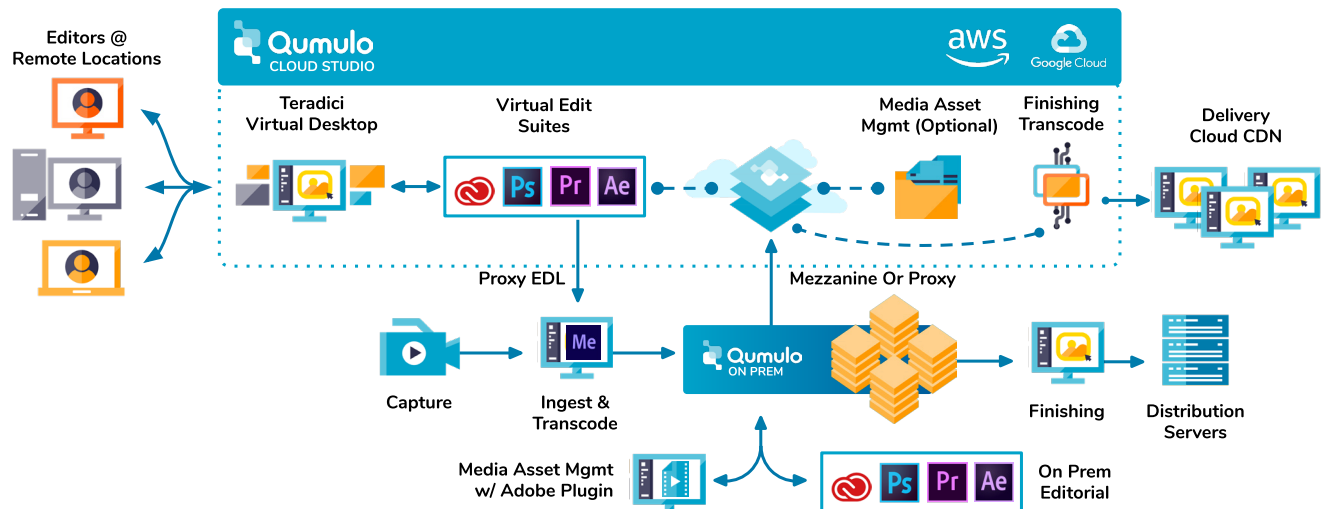 Editors @
Remote Locations
Qumulo
CLOUD STUDIO
aws
Google Cloud
Teradici
Virtual Desktop
Virtual Edit
Suites
Media Asset
Mgmt (Optional)
Finishing
Transcode
Delivery
Cloud CDN
Ps
Pr
Ae
Proxy EDL
Mezzanine Or Proxy
Me
Qumulo
ON PREM
Capture
Ingest &
Transcode
Finishing
Distribution
Servers
Media Asset Mgmt
w/ Adobe Plugin
Ps
Pr
Ae
On Prem
Editorial